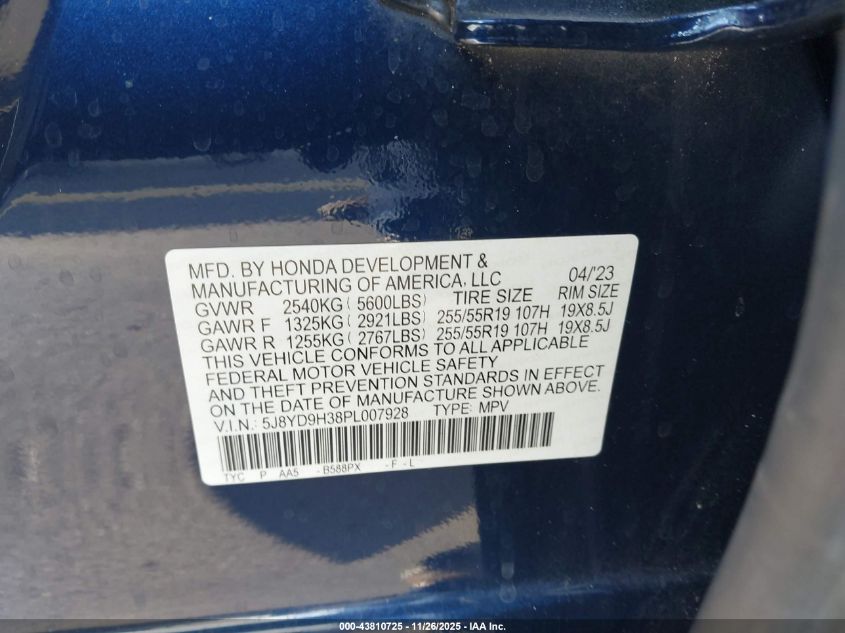 MFD. BY HONDA DEVELOPMENT &
MANUFACTURING OF AMERICA, LLC 04/'23
GVWR 2540KG ( 5600LBS) TIRE SIZE RIM SIZE
GAWR F 1325KG ( 2921LBS) 255/55R19 107H 19X8.5J
GAWR R 1255KG ( 2767LBS) 255/55R19 107H 19X8.5J
THIS VEHICLE CONFORMS TO ALL APPLICABLE
FEDERAL MOTOR VEHICLE SAFETY
AND THEFT PREVENTION STANDARDS IN EFFECT
ON THE DATE OF MANUFACTURE SHOWN ABOVE.
V.I.N.: 5J8YD9H38PL007928 TYPE: MPV
TYC P AA5 -B588PX -F -L
000-43810725 - 11/26/2025 - IAA Inc.